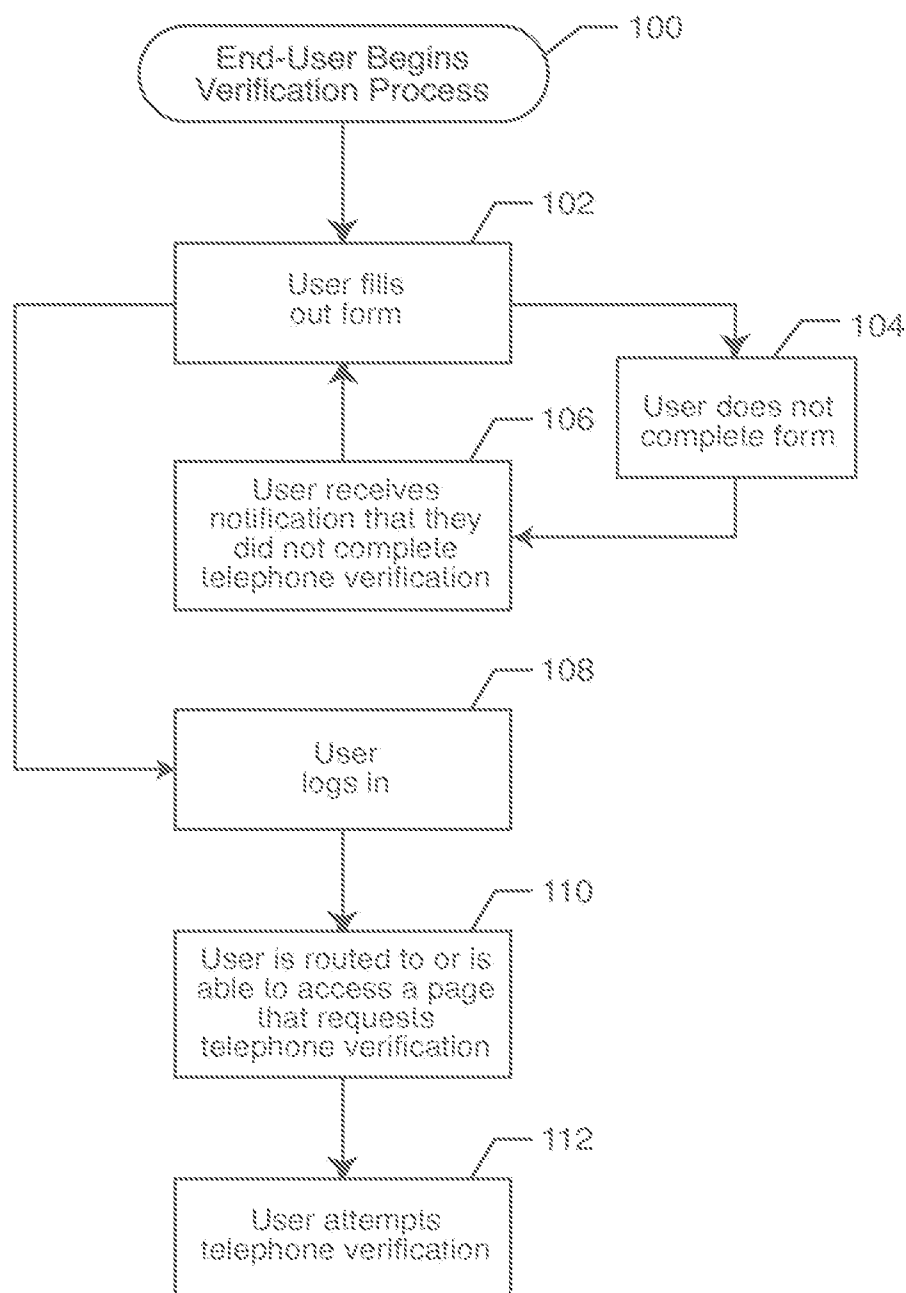 100
End-User Begins
Verification Process
102
User fills
out form
104
User does not
complete form
106
User receives
notification that they
did not complete
telephone verification
108
User
logs in
110
User is routed to or is
able to access a page
that requests
telephone verification
112
User attempts
telephone verification